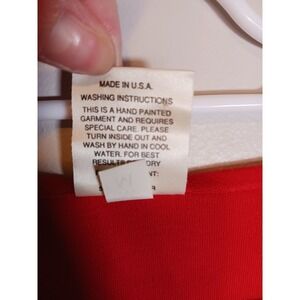 MADE IN U.S.A.
WASHING INSTRUCTIONS
THIS IS A HAND PAINTED
GARMENT AND REQUIRES
SPECIAL CARE. PLEASE
TURN INSIDE OUT AND
WASH BY HAND IN COOL
WATER. FOR BEST
RESULTS
M